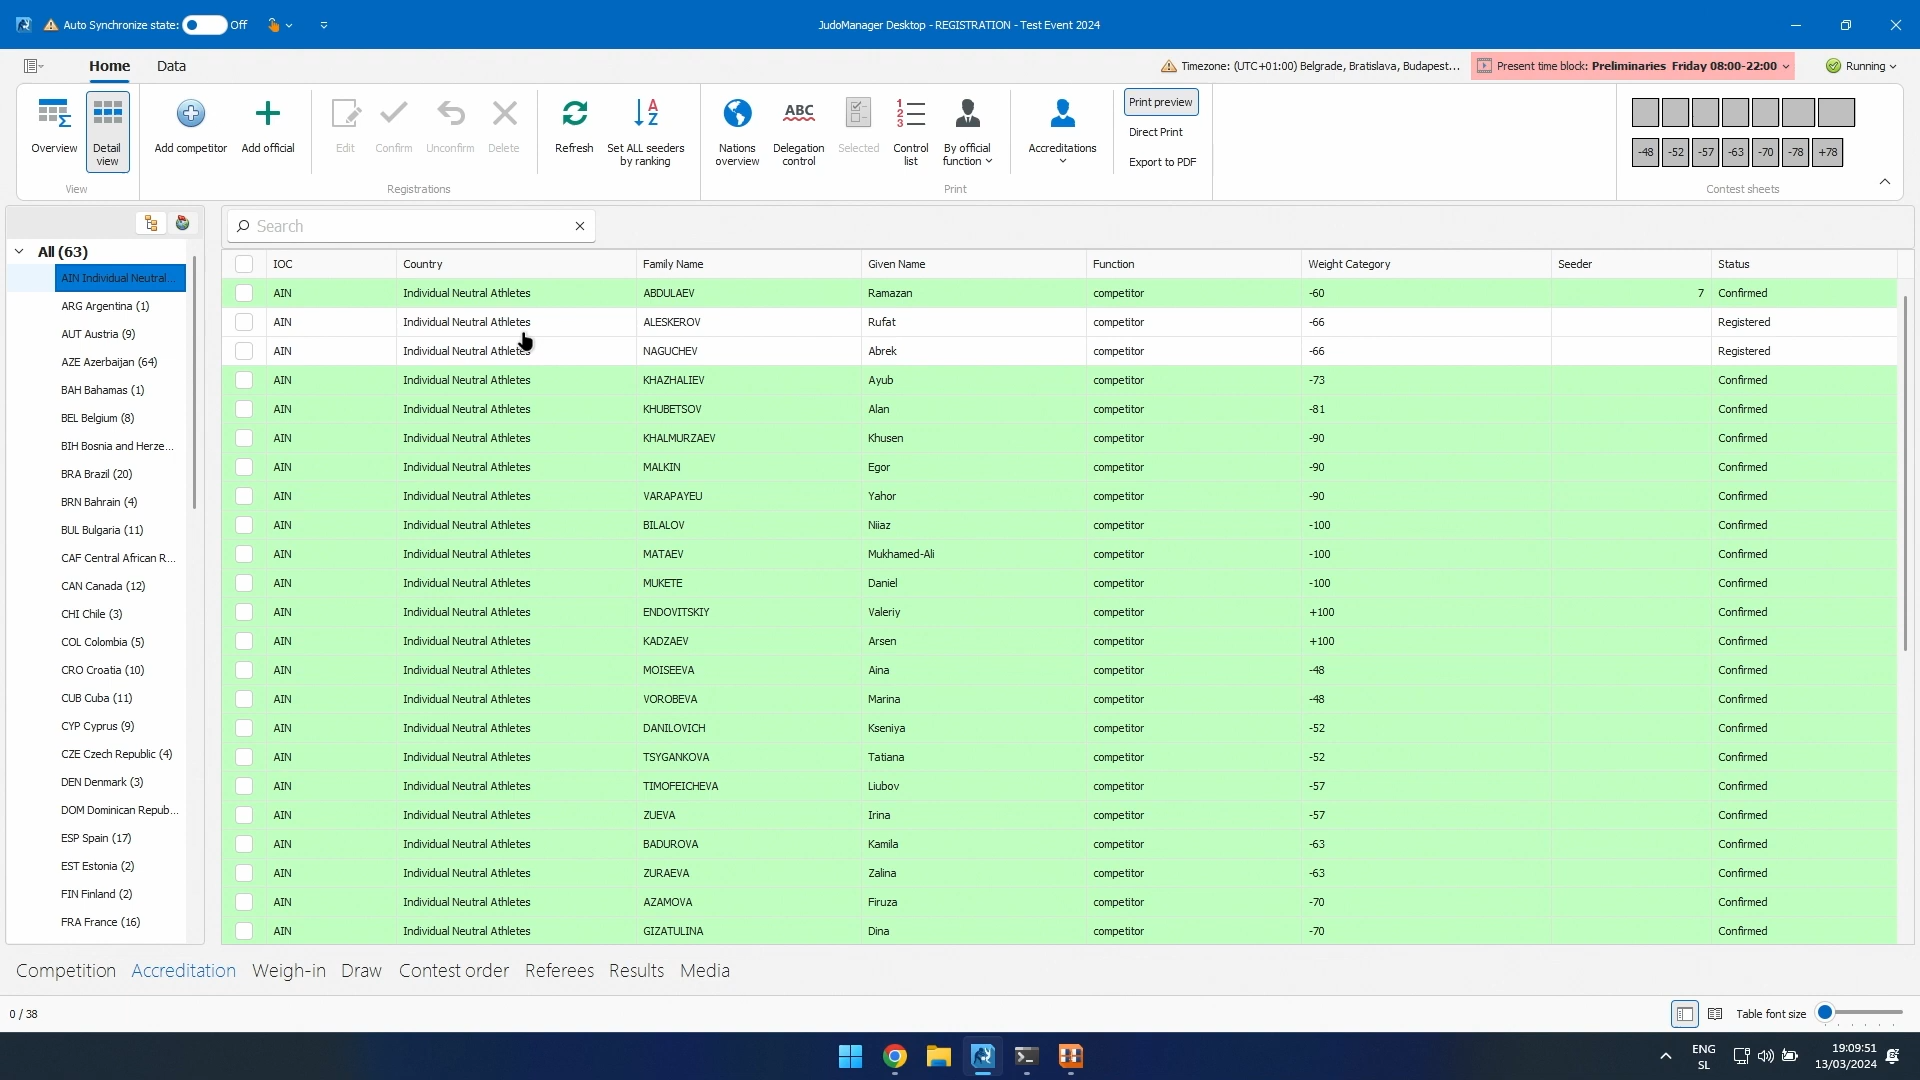 Auto Synchronize state: Off
JudoManager Desktop - REGISTRATION - Test Event 2024
Home Data
Timezone: (UTC+01:00) Belgrade, Bratislava, Budapest...
Present time block: Preliminaries Friday 08:00-22:00
Running
Overview
Detail view
View
Add competitor
Add official
Edit
Confirm
Unconfirm
Delete
Refresh
Set ALL seeders by ranking
Registrations
Nations overview
Delegation control
Selected
Control list
By official function
Print
Accreditations
Print preview
Direct Print
Export to PDF
-48 -52 -57 -63 -70 -78 +78
Contest sheets
All (63)
AIN Individual Neutral...
ARG Argentina (1)
AUT Austria (9)
AZE Azerbaijan (64)
BAH Bahamas (1)
BEL Belgium (8)
BIH Bosnia and Herze...
BRA Brazil (20)
BRN Bahrain (4)
BUL Bulgaria (11)
CAF Central African R...
CAN Canada (12)
CHI Chile (3)
COL Colombia (5)
CRO Croatia (10)
CUB Cuba (11)
CYP Cyprus (9)
CZE Czech Republic (4)
DEN Denmark (3)
DOM Dominican Repub...
ESP Spain (17)
EST Estonia (2)
FIN Finland (2)
FRA France (16)
Search
IOC Country Family Name Given Name Function Weight Category Seeder Status
AIN Individual Neutral Athletes ABDULAEV Ramazan competitor -60 7 Confirmed
AIN Individual Neutral Athletes ALESKEROV Rufat competitor -66 Registered
AIN Individual Neutral Athletes NAGUCHEV Abrek competitor -66 Registered
AIN Individual Neutral Athletes KHAZHALIEV Ayub competitor -73 Confirmed
AIN Individual Neutral Athletes KHUBETSOV Alan competitor -81 Confirmed
AIN Individual Neutral Athletes KHALMURZAEV Khusen competitor -90 Confirmed
AIN Individual Neutral Athletes MALKIN Egor competitor -90 Confirmed
AIN Individual Neutral Athletes VARAPAYEU Yahor competitor -90 Confirmed
AIN Individual Neutral Athletes BILALOV Niiaz competitor -100 Confirmed
AIN Individual Neutral Athletes MATAEV Mukhamed-Ali competitor -100 Confirmed
AIN Individual Neutral Athletes MUKETE Daniel competitor -100 Confirmed
AIN Individual Neutral Athletes ENDOVITSKIY Valeriy competitor +100 Confirmed
AIN Individual Neutral Athletes KADZAEV Arsen competitor +100 Confirmed
AIN Individual Neutral Athletes MOISEEVA Aina competitor -48 Confirmed
AIN Individual Neutral Athletes VOROBEVA Marina competitor -48 Confirmed
AIN Individual Neutral Athletes DANILOVICH Kseniya competitor -52 Confirmed
AIN Individual Neutral Athletes TSYGANKOVA Tatiana competitor -52 Confirmed
AIN Individual Neutral Athletes TIMOFEICHEVA Liubov competitor -57 Confirmed
AIN Individual Neutral Athletes ZUEVA Irina competitor -57 Confirmed
AIN Individual Neutral Athletes BADUROVA Kamila competitor -63 Confirmed
AIN Individual Neutral Athletes ZURAEVA Zalina competitor -63 Confirmed
AIN Individual Neutral Athletes AZAMOVA Firuza competitor -70 Confirmed
AIN Individual Neutral Athletes GIZATULINA Dina competitor -70 Confirmed
Competition Accreditation Weigh-in Draw Contest order Referees Results Media
0 / 38
Table font size
ENG
SL
19:09:51
13/03/2024